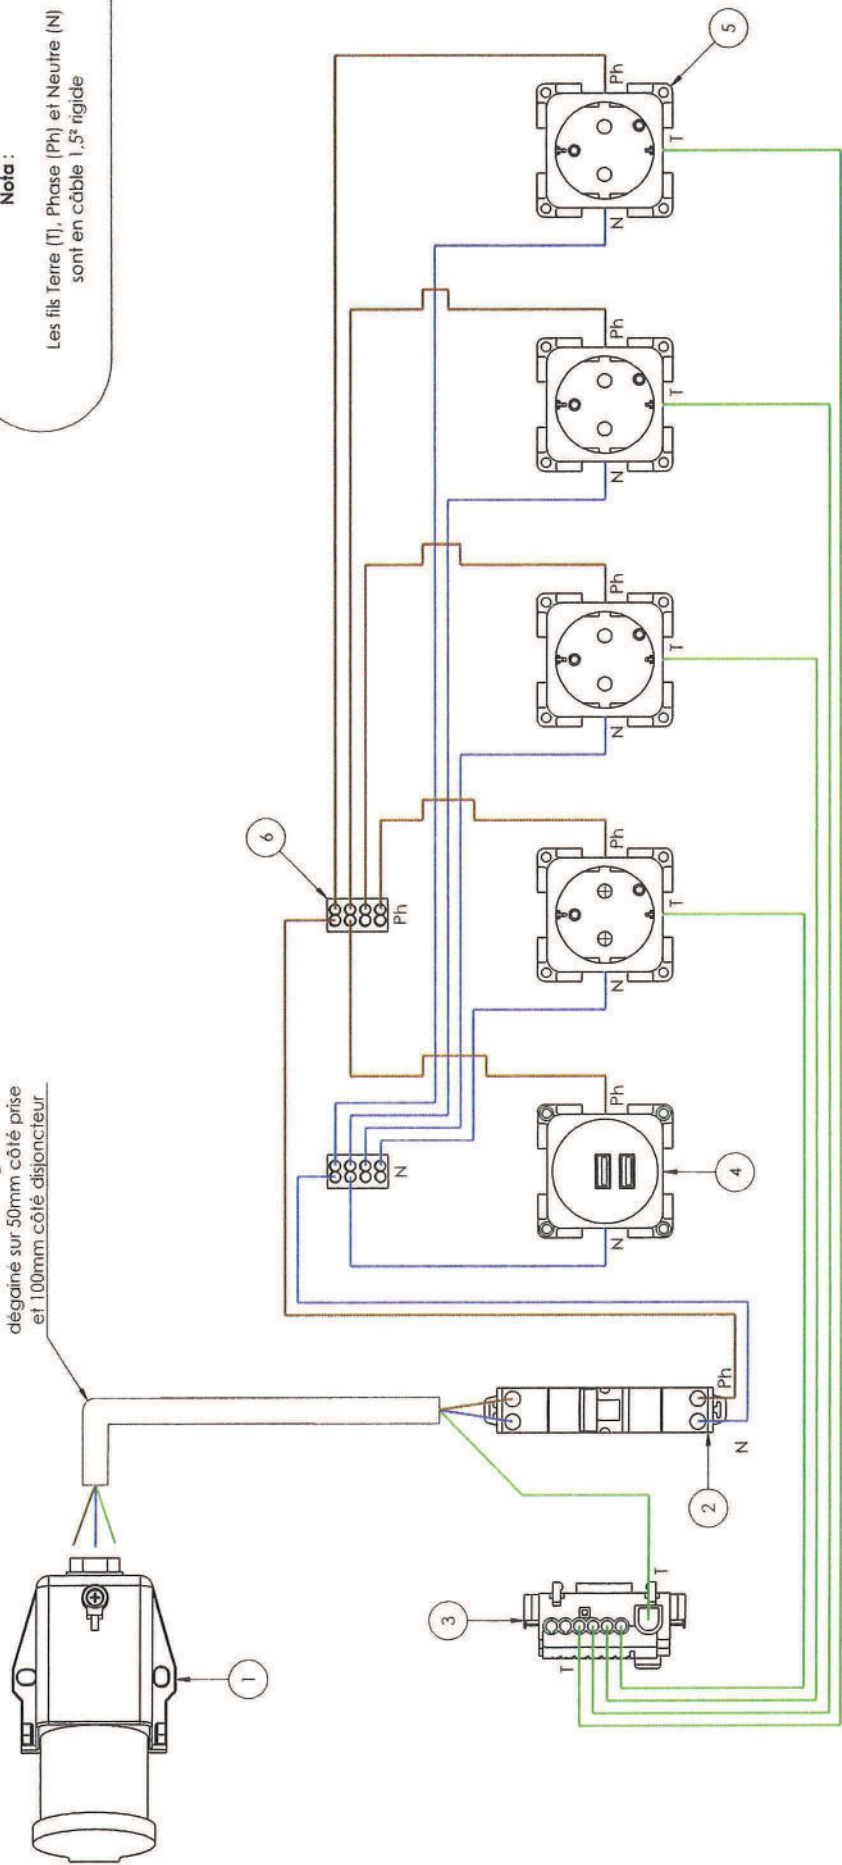 Nota :
Les fils Terre (T), Phase (Ph) et Neutre (N)
sont en câble 1,5² rigide
dégainé sur 50mm côté prise
et 100mm côté disjoncteur
1
2
3
4
5
6
Ph
N
T
T
N
Ph
N
Ph
N
Ph
T
N
Ph
T
N
Ph
T
N
Ph
T